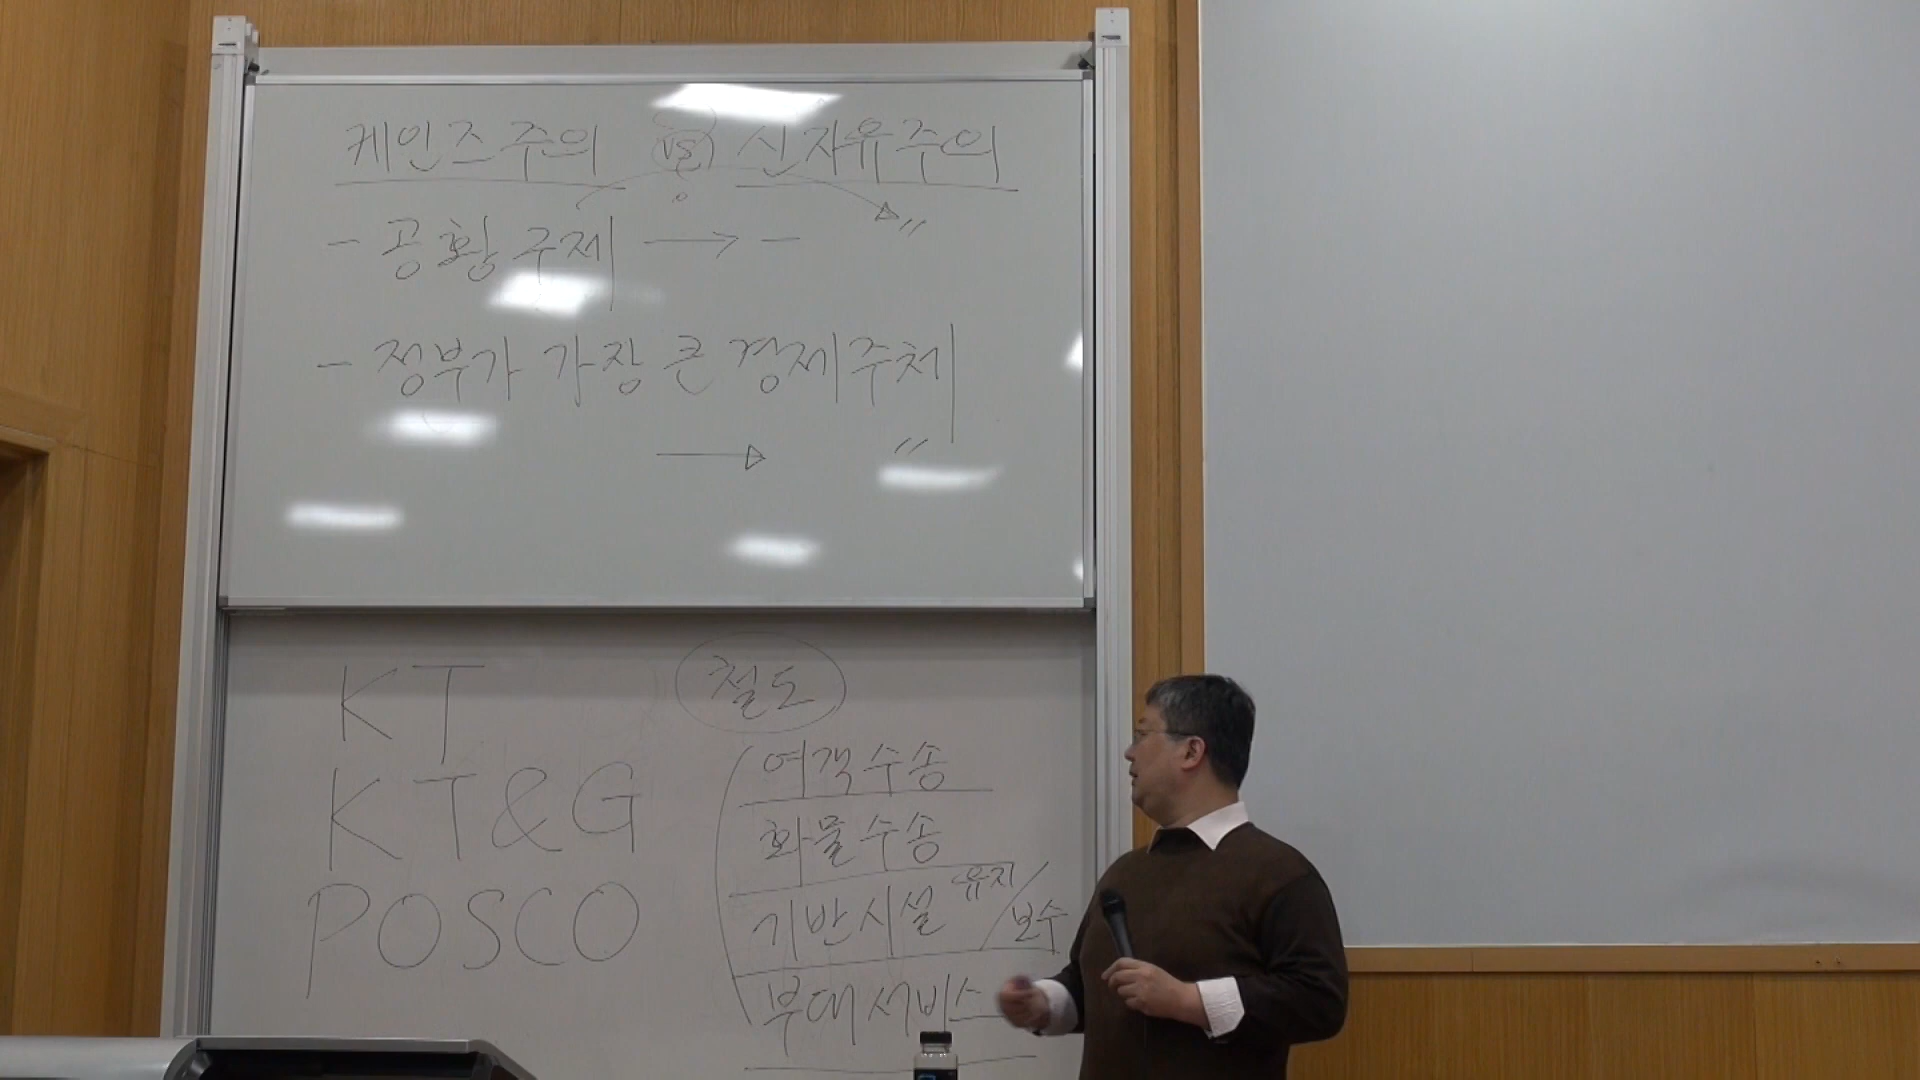 케인즈주의 vs 신자유주의
- 공황구제 → - 〃
- 정부가 가장 큰 경제주체
→ 〃
KT
KT&G
POSCO
철도
여객수송
화물수송
기반시설 유지/보수
부대서비스